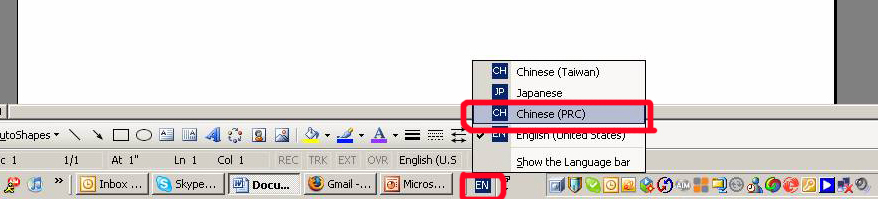 CH Chinese (Taiwan)
JP Japanese
CH Chinese (PRC)
EN English (United States)
Show the Language bar
utoShapes
c 1 1/1 At 1" Ln 1 Col 1 REC TRK EXT OVR English (U.S
» Inbox ... Skype... Docu... Gmail -... Micros... EN AIM